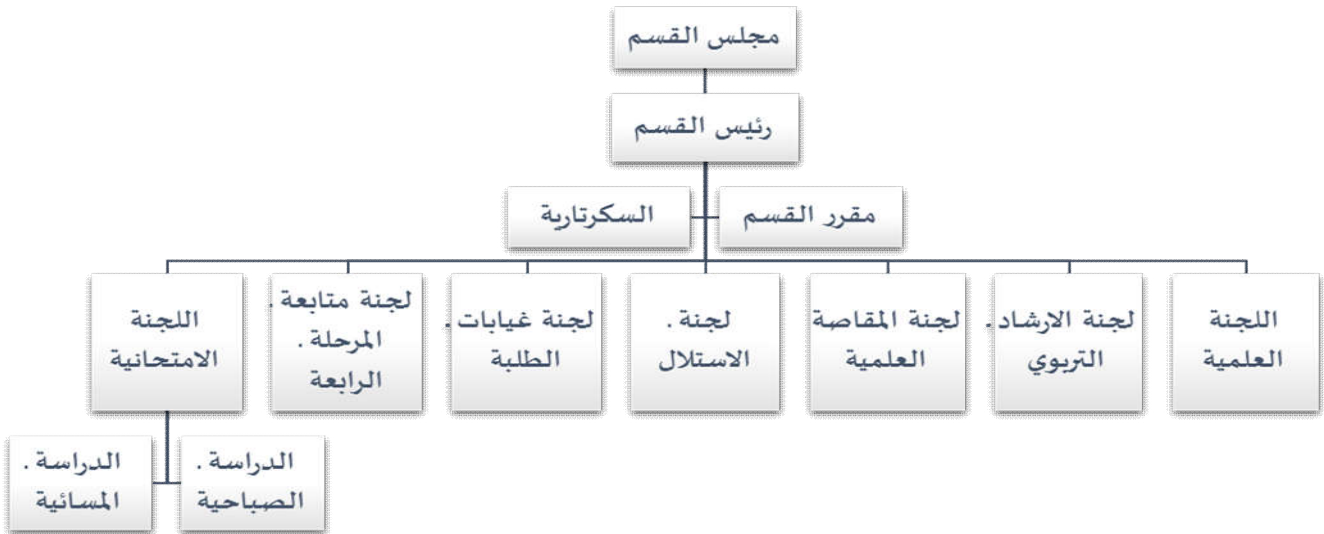 مجلس القسم
رئيس القسم
مقرر القسم
السكرتارية
اللجنة
العلمية
لجنة الارشاد.
التربوي
لجنة المقاصة
العلمية
لجنة .
الاستلال
لجنة غيابات.
الطلبة
لجنة متابعة .
المرحلة .
الرابعة
اللجنة
الامتحانية
الدراسة .
الصباحية
الدراسة .
المسائية